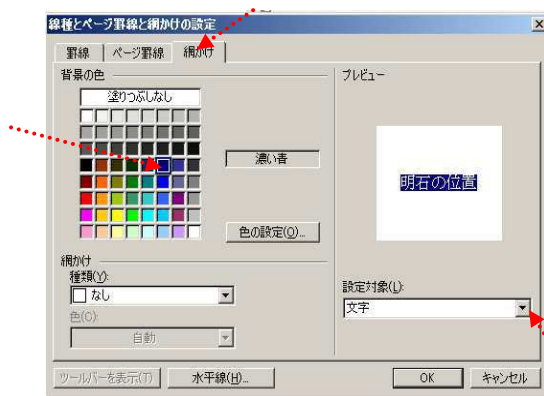 線種とページ罫線と網かけの設定
罫線 ページ罫線 網かけ
背景の色
塗りつぶしなし
濃い青
色の設定(O)...
網かけ
種類(Y):
なし
色(C):
自動
プレビュー
明石の位置
設定対象(L):
文字
ツールバーを表示(T) 水平線(H)... OK キャンセル